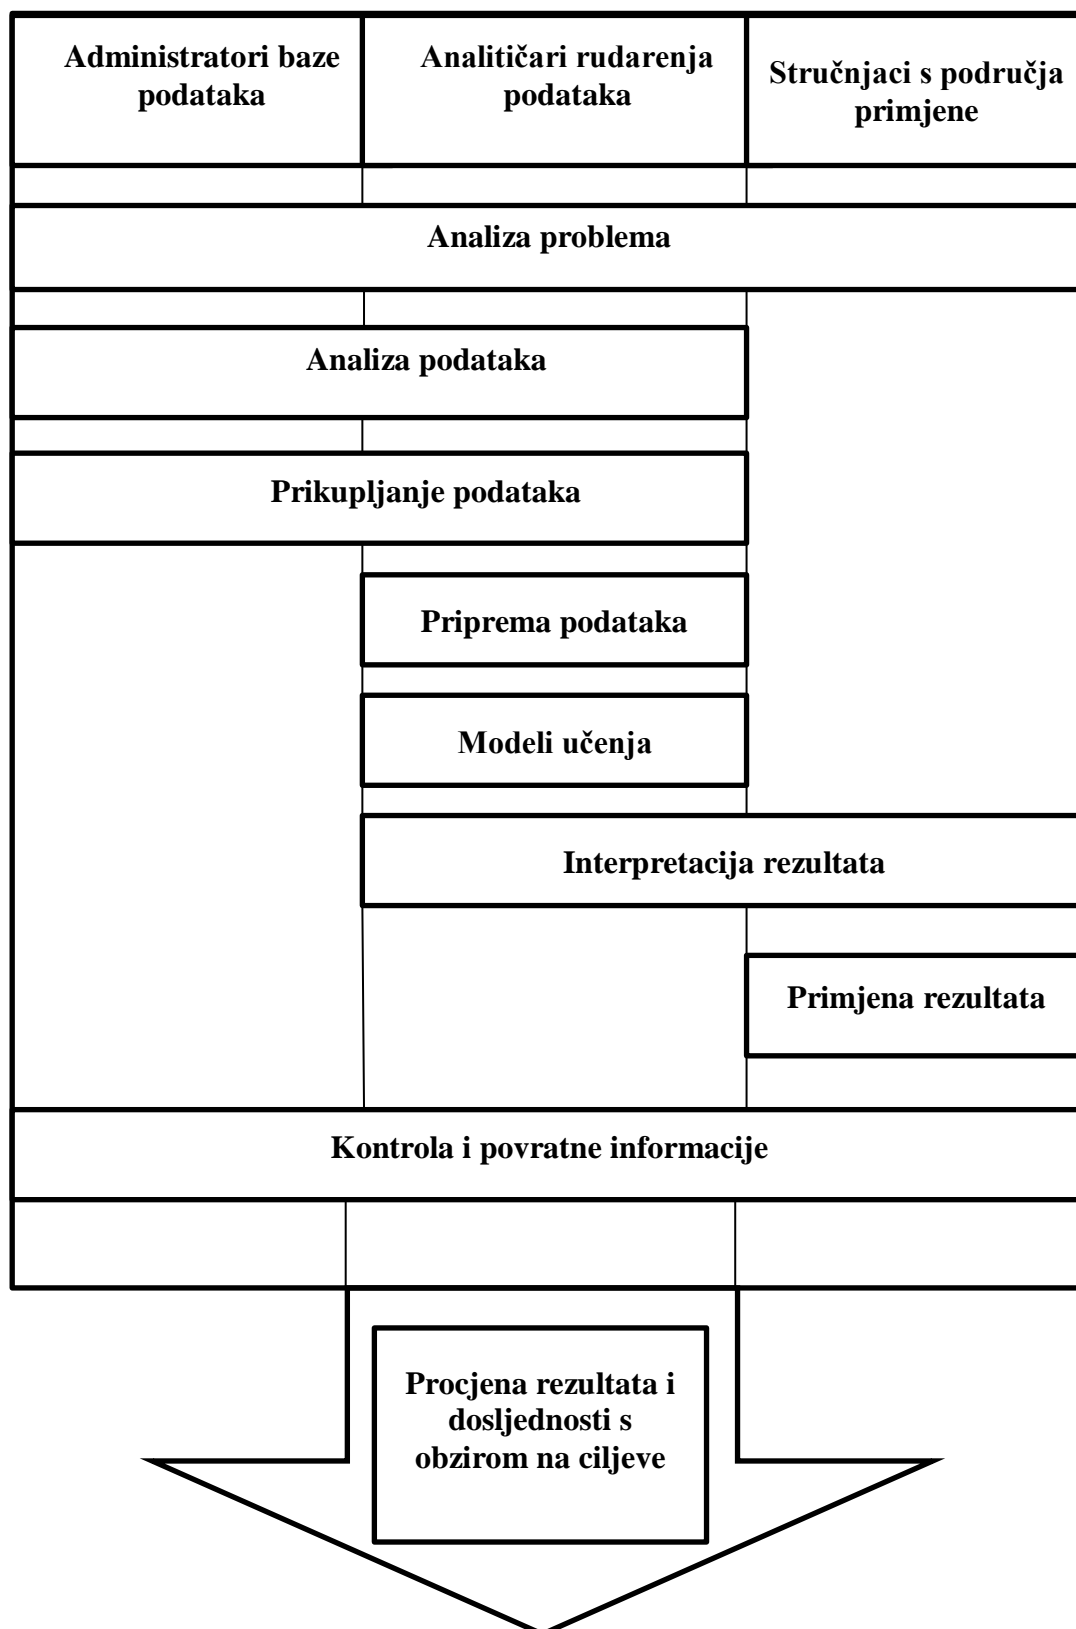 Administratori baze
podataka
Analitičari rudarenja
podataka
Stručnjaci s područja
primjene
Analiza problema
Analiza podataka
Prikupljanje podataka
Priprema podataka
Modeli učenja
Interpretacija rezultata
Primjena rezultata
Kontrola i povratne informacije
Procjena rezultata i
dosljednosti s
obzirom na ciljeve